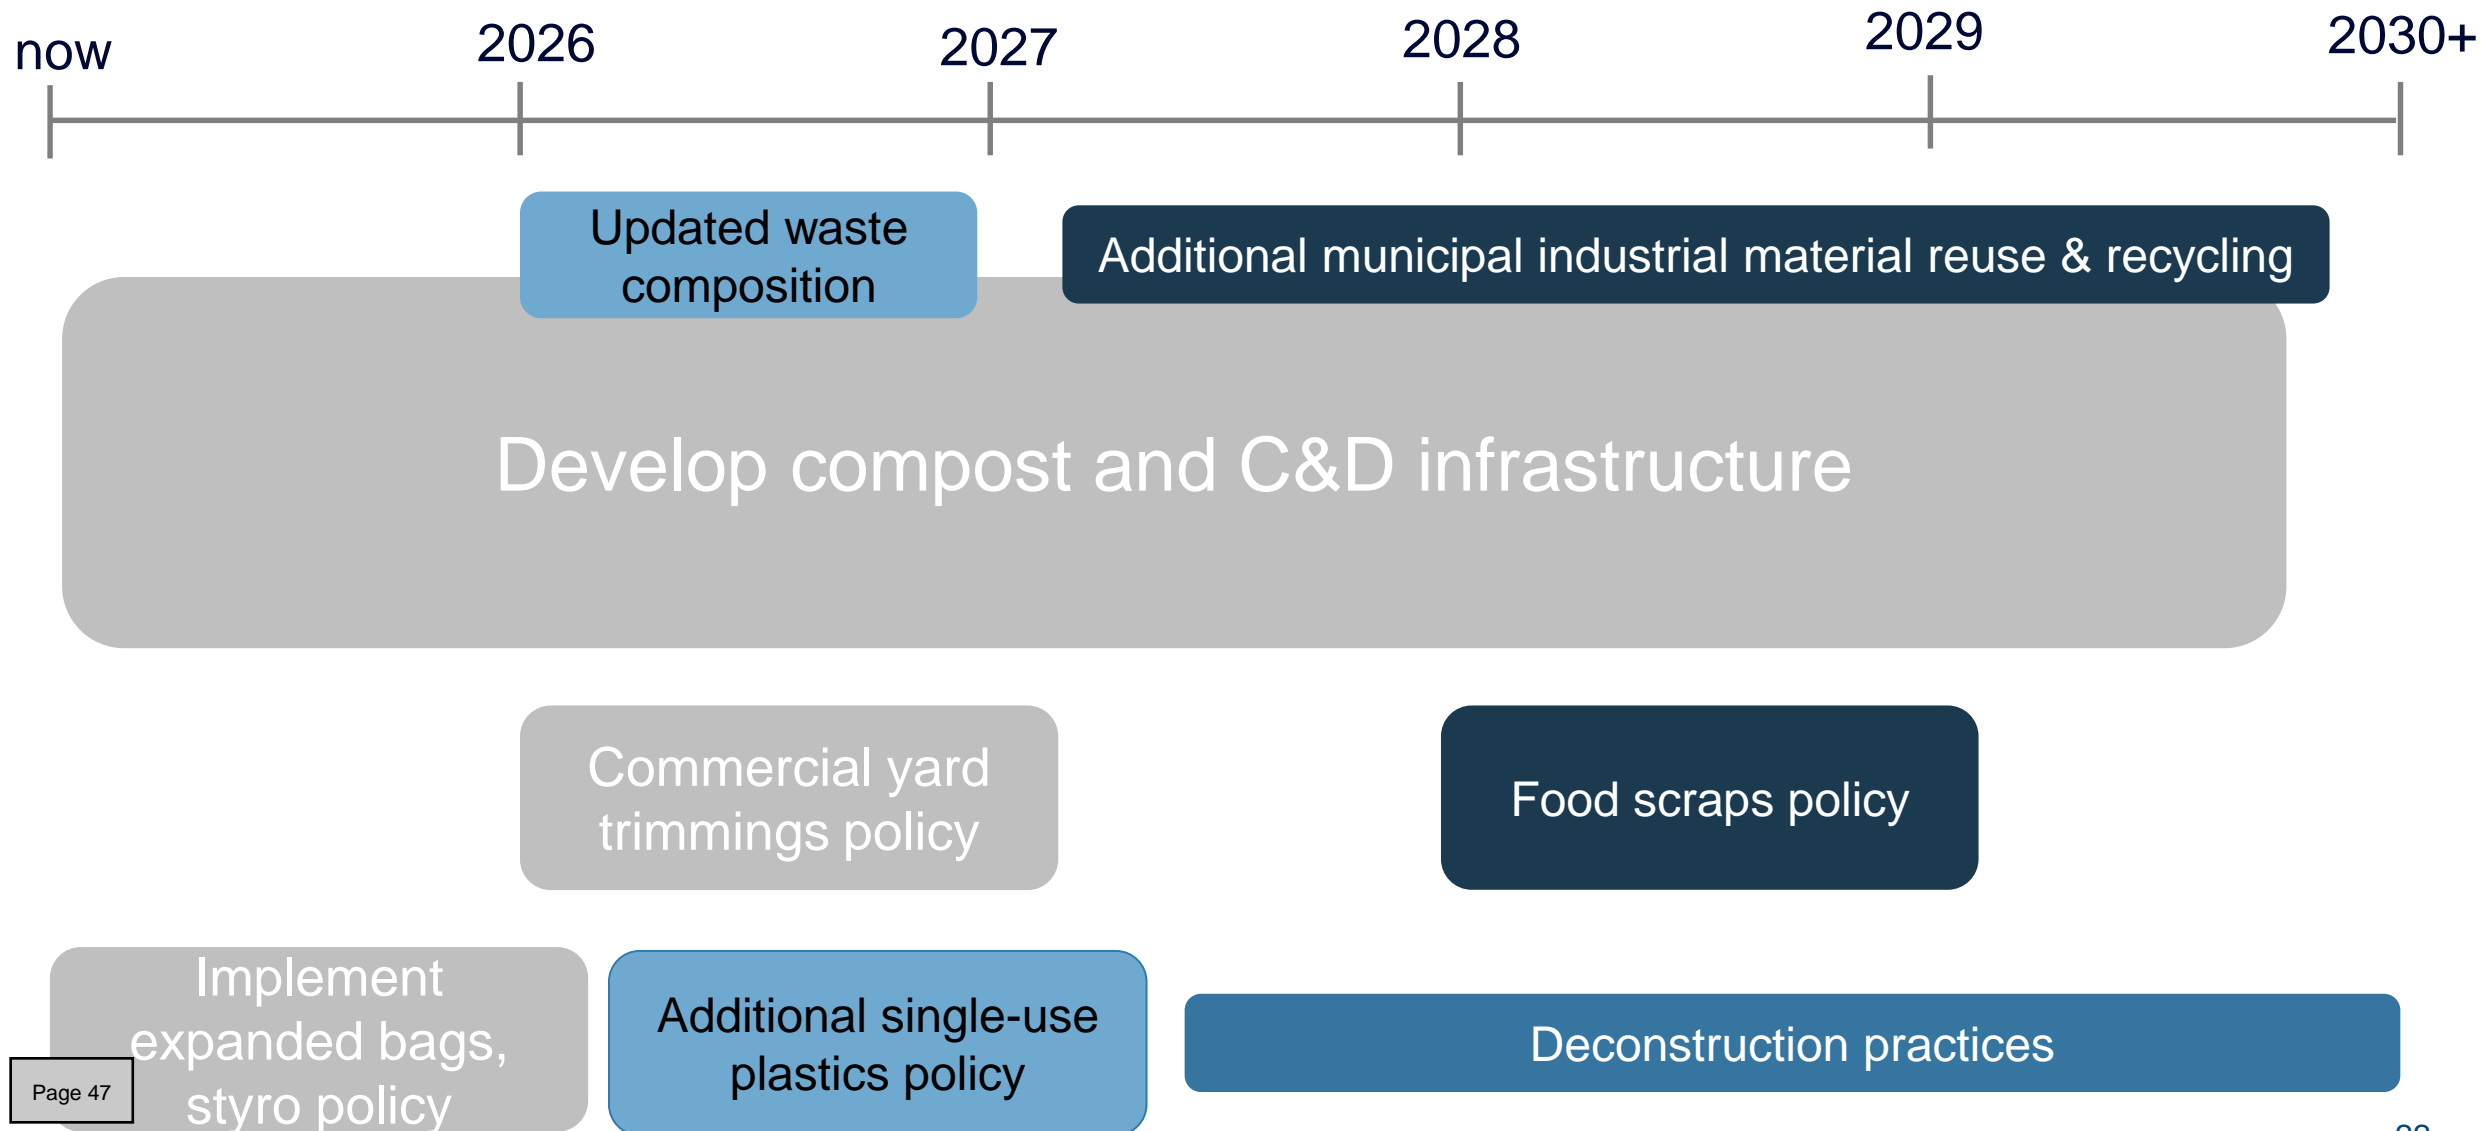 now
2026
2027
2028
2029
2030+
Updated waste
composition
Additional municipal industrial material reuse & recycling
Develop compost and C&D infrastructure
Commercial yard
trimmings policy
Food scraps policy
Implement
expanded bags,
styro policy
Additional single-use
plastics policy
Deconstruction practices
Page 47